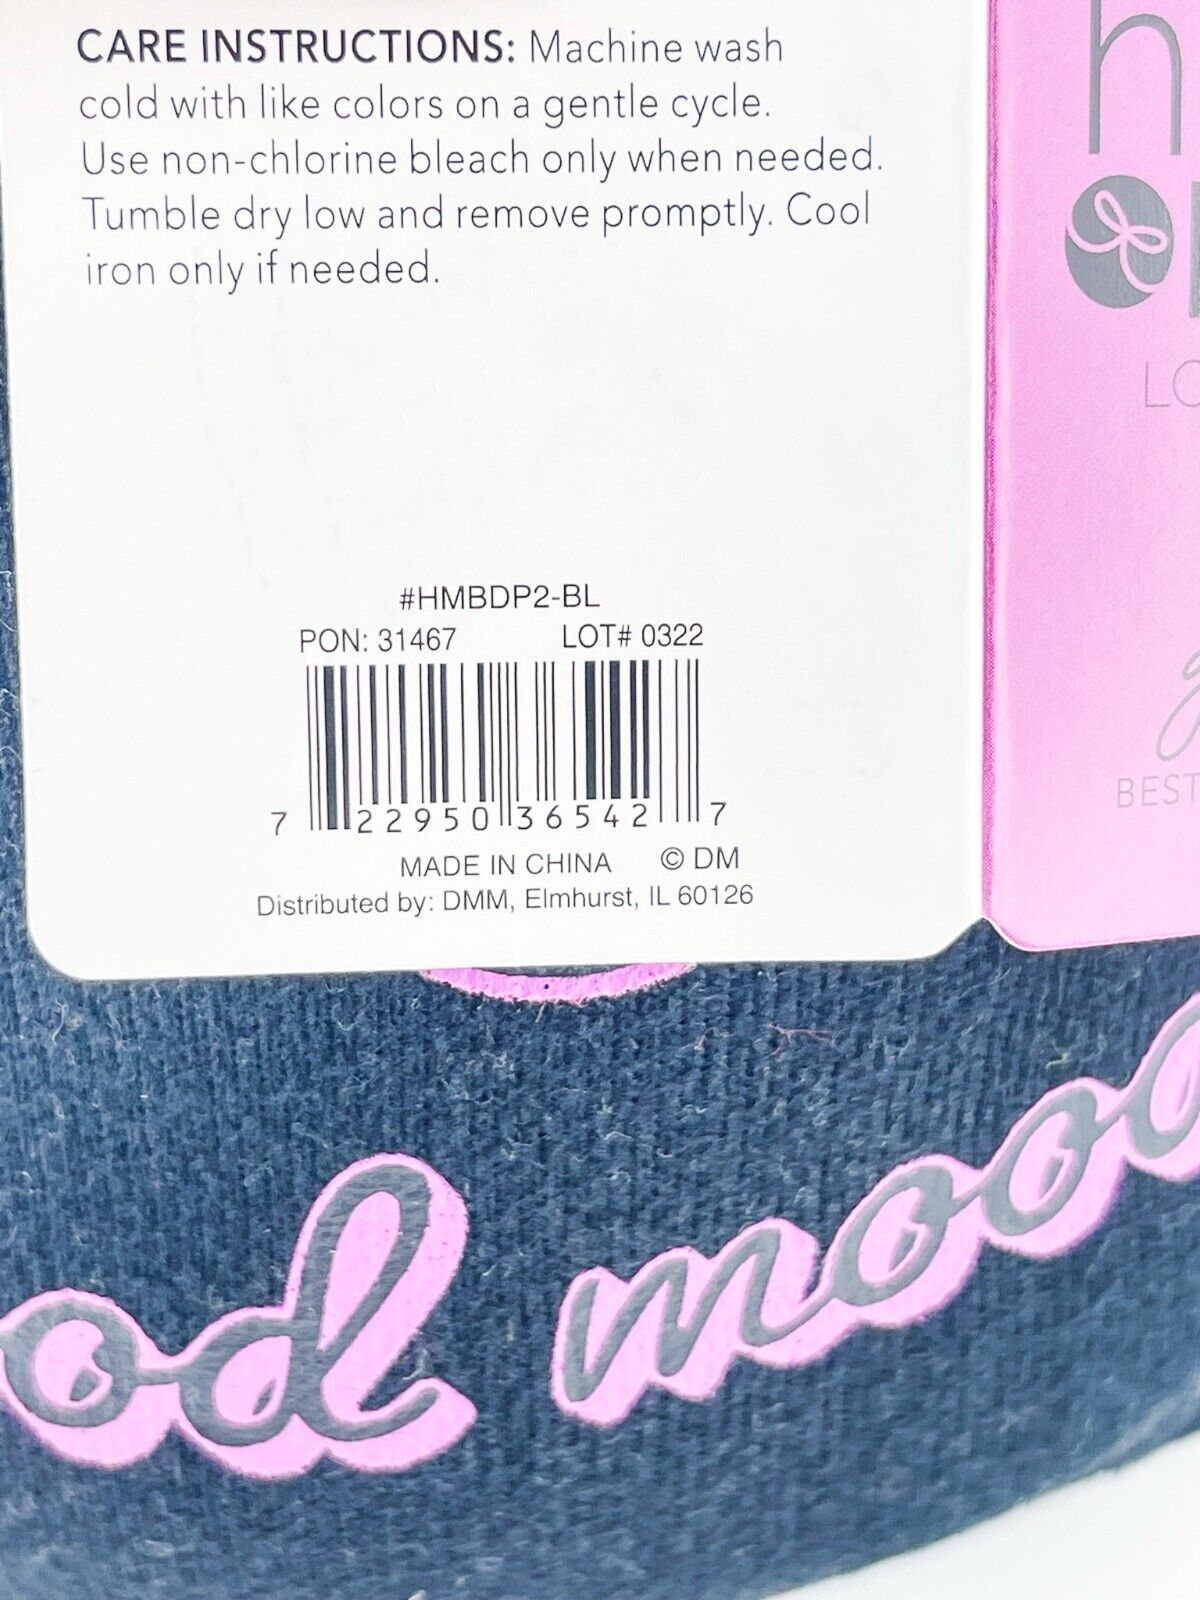 CARE INSTRUCTIONS: Machine wash
cold with like colors on a gentle cycle.
Use non-chlorine bleach only when needed.
Tumble dry low and remove promptly. Cool
iron only if needed.
#HMBDP2-BL
PON: 31467 LOT# 0322
7 22950 36542 7
MADE IN CHINA © DM
Distributed by: DMM, Elmhurst, IL 60126
h
LO
BEST
od mood